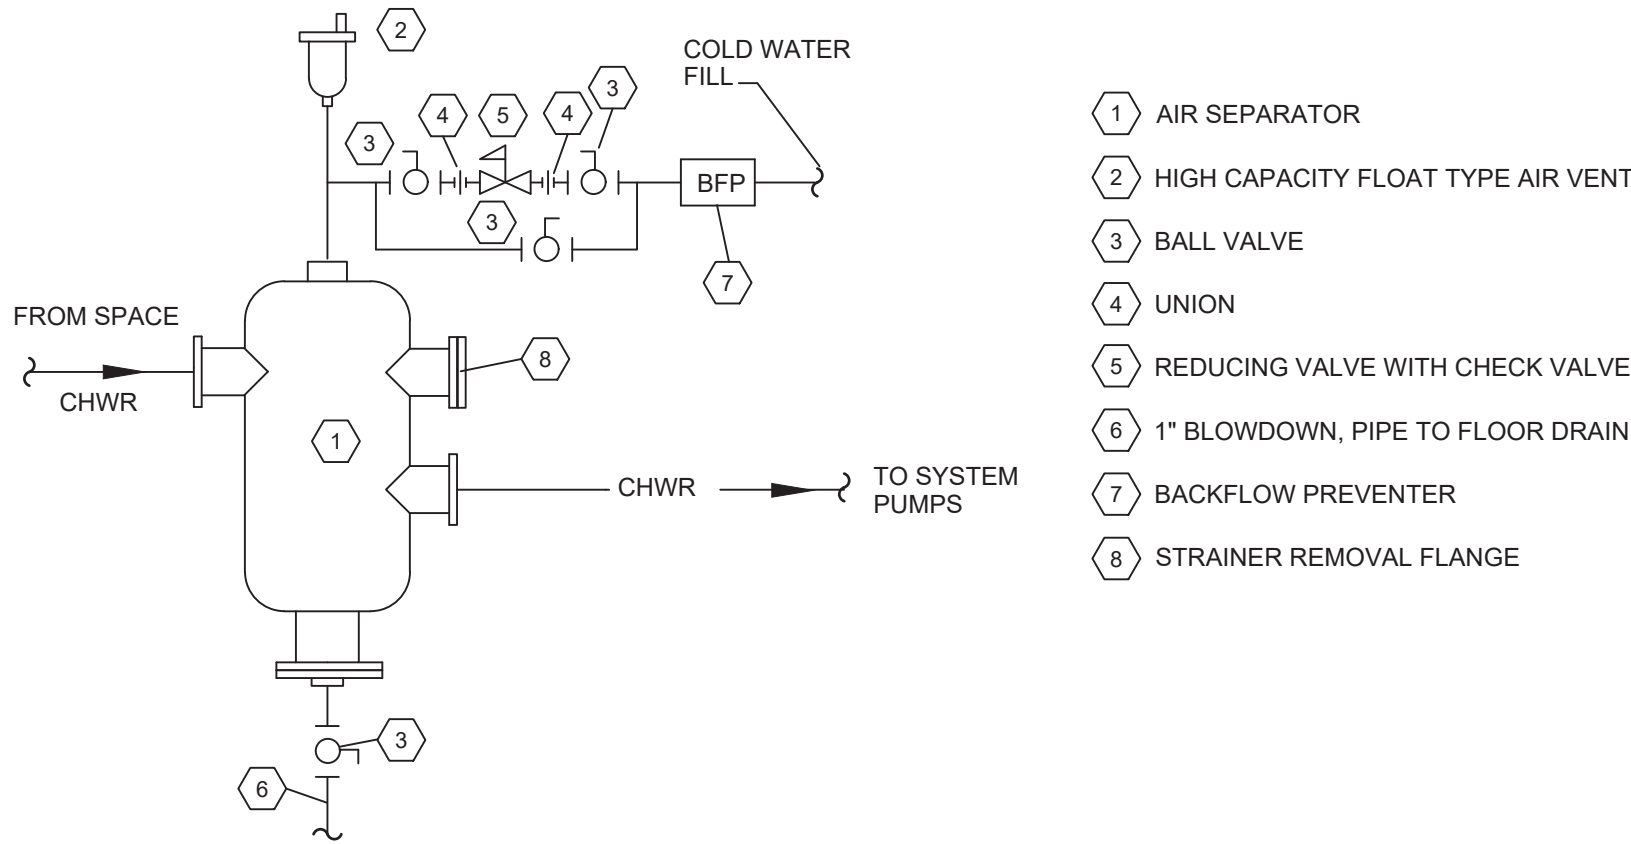 2
COLD WATER
FILL
3
4
5
4
3
BFP
3
7
FROM SPACE
CHWR
8
1
CHWR
TO SYSTEM
PUMPS
3
6
1 AIR SEPARATOR
2 HIGH CAPACITY FLOAT TYPE AIR VENT
3 BALL VALVE
4 UNION
5 REDUCING VALVE WITH CHECK VALVE
6 1" BLOWDOWN, PIPE TO FLOOR DRAIN
7 BACKFLOW PREVENTER
8 STRAINER REMOVAL FLANGE